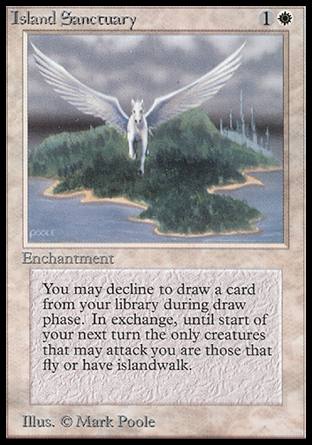 Island Sanctuary 1
POOLE
Enchantment
You may decline to draw a card
from your library during draw
phase. In exchange, until start of
your next turn the only creatures
that may attack you are those that
fly or have islandwalk.
Illus. © Mark Poole